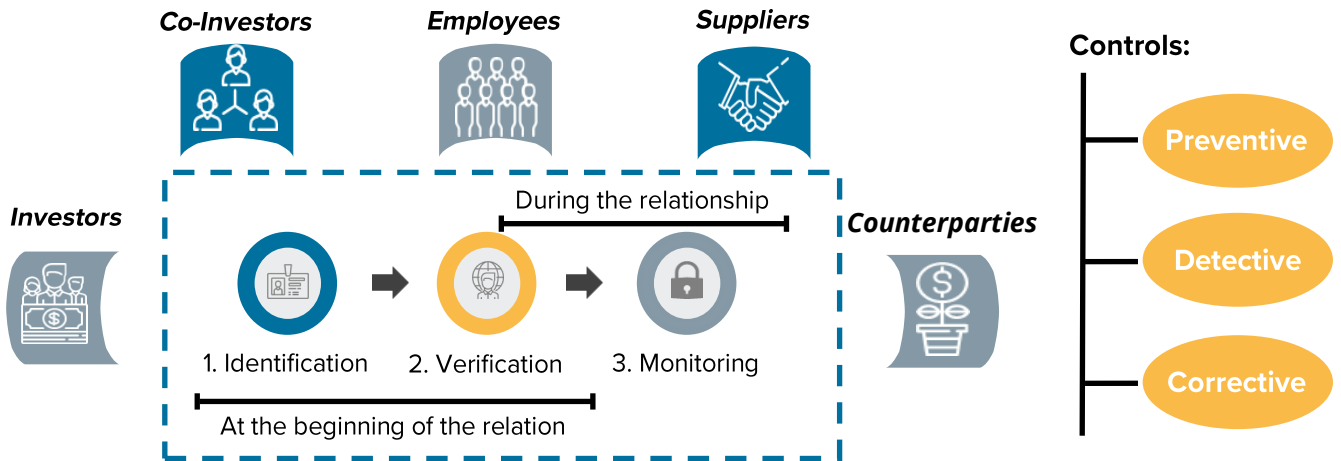 Co-Investors
Employees
Suppliers
Controls:
Preventive
Investors
During the relationship
Counterparties
Detective
1. Identification
2. Verification
3. Monitoring
Corrective
At the beginning of the relation